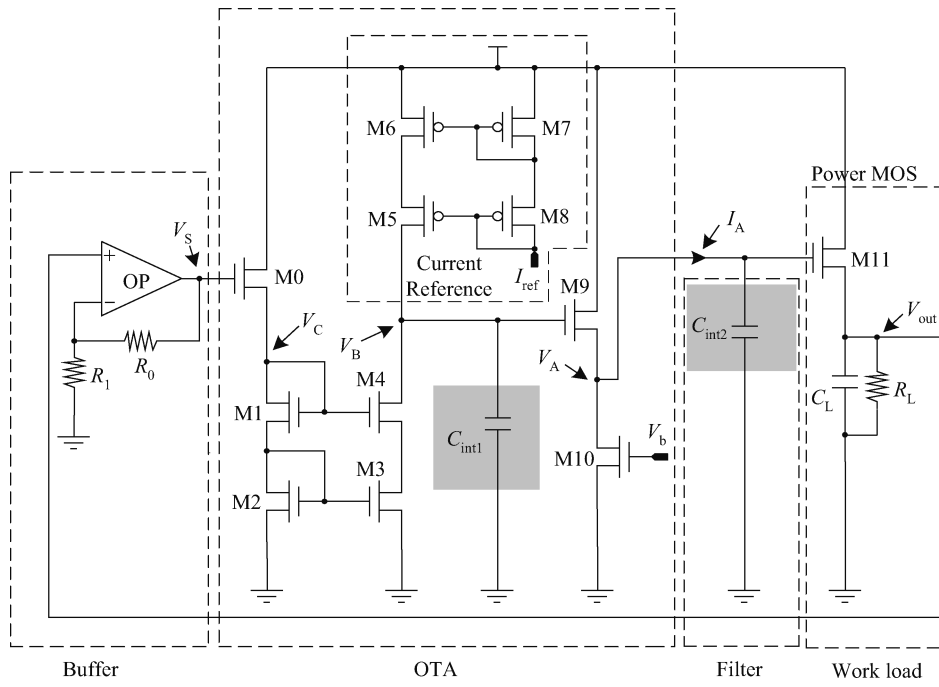 Power MOS
M6
M7
M5
M8
V_S
+
OP
−
R_0
R_1
M0
Current
Reference
I_ref
I_A
M11
M9
V_C
V_B
V_A
V_out
C_int2
M1
M4
C_int1
M10
V_b
C_L
R_L
M2
M3
Buffer
OTA
Filter
Work load